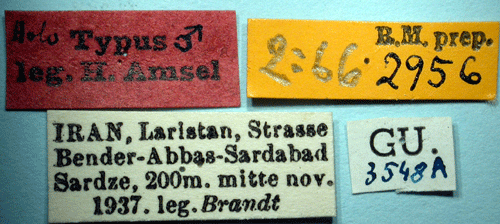 Holo Typus ♂
leg. H. Amsel
2:66.
B.M. prep.
2956
IRAN, Laristan, Strasse
Bender-Abbas-Sardabad
Sardze, 200m. mitte nov.
1937. leg. Brandt
GU.
3548A